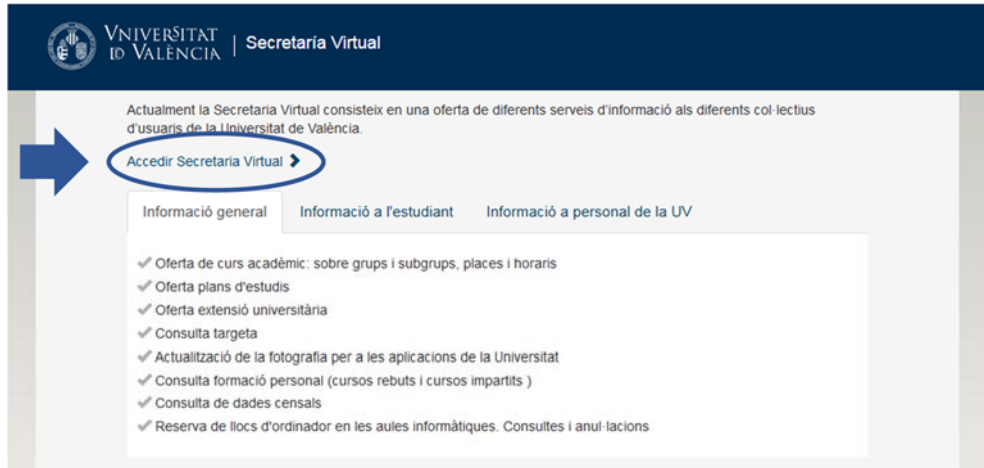 VNIVERSITAT
ID VALÈNCIA | Secretaría Virtual
Actualment la Secretaria Virtual consisteix en una oferta de diferents serveis d'informació als diferents col·lectius
d'usuaris de la Universitat de València.
Accedir Secretaria Virtual
Informació general Informació a l'estudiant Informació a personal de la UV
Oferta de curs acadèmic: sobre grups i subgrups, places i horaris
Oferta plans d'estudis
Oferta extensió universitària
Consulta targeta
Actualització de la fotografia per a les aplicacions de la Universitat
Consulta formació personal (cursos rebuts i cursos impartits )
Consulta de dades censals
Reserva de llocs d'ordinador en les aules informàtiques. Consultes i anul·lacions